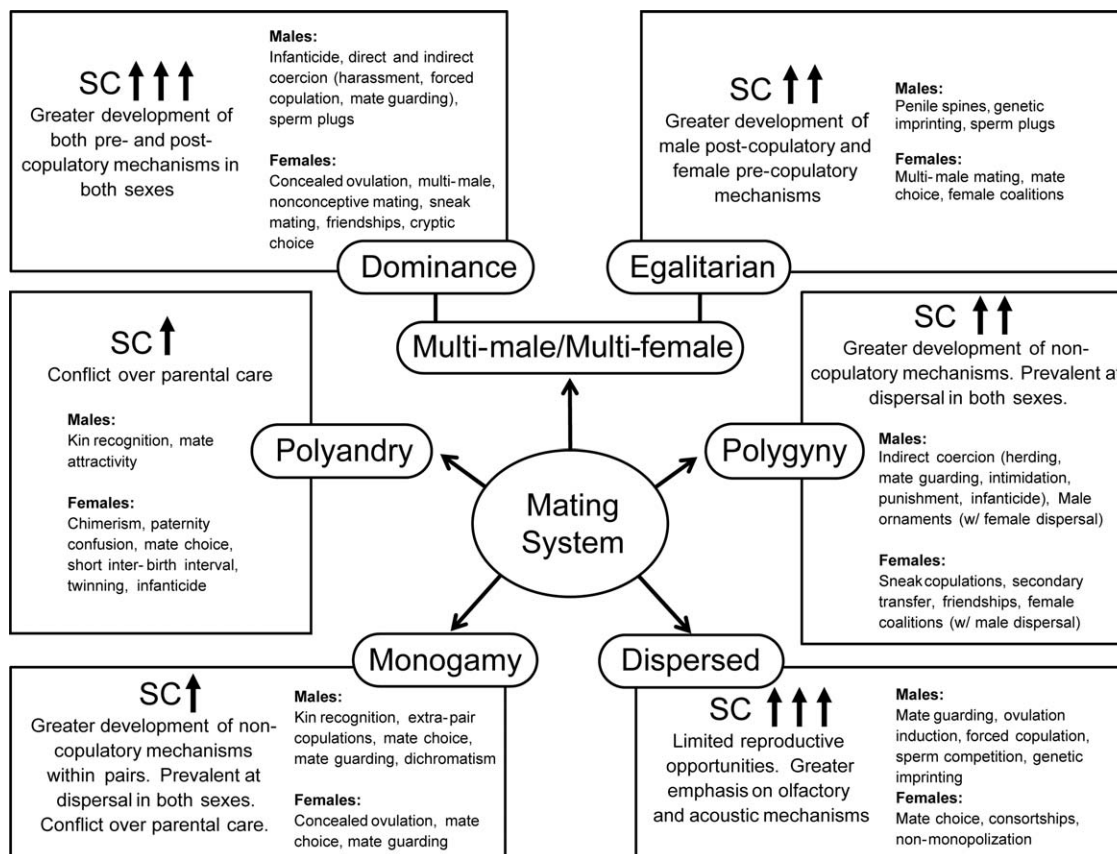 SC
Greater development of
both pre- and post-
copulatory mechanisms in
both sexes
Males:
Infanticide, direct and indirect
coercion (harassment, forced
copulation, mate guarding),
sperm plugs
Females:
Concealed ovulation, multi-male,
nonconceptive mating, sneak
mating, friendships, cryptic
choice
Dominance
SC
Greater development of
male post-copulatory and
female pre-copulatory
mechanisms
Males:
Penile spines, genetic
imprinting, sperm plugs
Females:
Multi-male mating, mate
choice, female coalitions
Egalitarian
Multi-male/Multi-female
SC
Conflict over parental care
Males:
Kin recognition, mate
attractivity
Females:
Chimerism, paternity
confusion, mate choice,
short inter-birth interval,
twinning, infanticide
Polyandry
Mating
System
SC
Greater development of non-
copulatory mechanisms. Prevalent at
dispersal in both sexes.
Males:
Indirect coercion (herding,
mate guarding, intimidation,
punishment, infanticide), Male
ornaments (w/ female dispersal)
Females:
Sneak copulations, secondary
transfer, friendships, female
coalitions (w/ male dispersal)
Polygyny
Monogamy
SC
Greater development of non-
copulatory mechanisms
within pairs. Prevalent at
dispersal in both sexes.
Conflict over parental care.
Males:
Kin recognition, extra-pair
copulations, mate choice,
mate guarding, dichromatism
Females:
Concealed ovulation, mate
choice, mate guarding
Dispersed
SC
Limited reproductive
opportunities. Greater
emphasis on olfactory
and acoustic mechanisms
Males:
Mate guarding, ovulation
induction, forced copulation,
sperm competition, genetic
imprinting
Females:
Mate choice, consortships,
non-monopolization